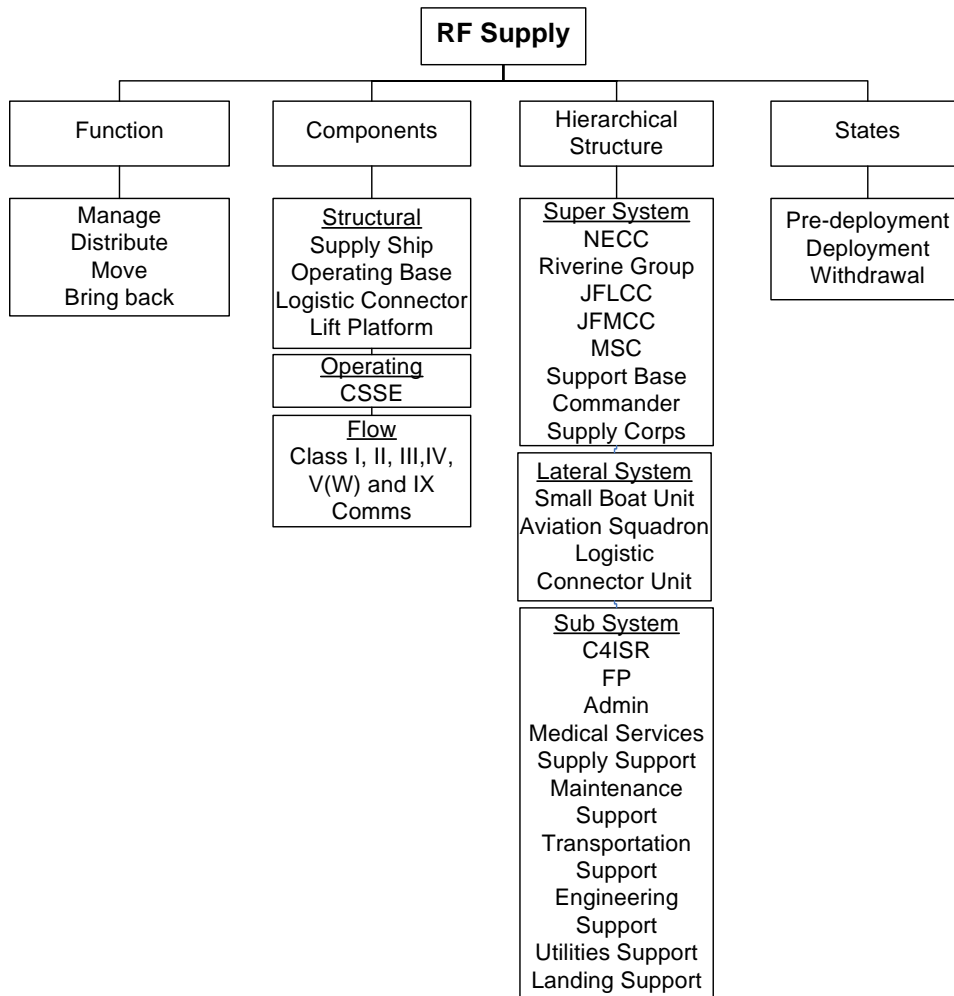 RF Supply
Function
Components
Hierarchical
Structure
States
Manage
Distribute
Move
Bring back
Structural
Supply Ship
Operating Base
Logistic Connector
Lift Platform
Operating
CSSE
Flow
Class I, II, III,IV,
V(W) and IX
Comms
Super System
NECC
Riverine Group
JFLCC
JFMCC
MSC
Support Base
Commander
Supply Corps
Lateral System
Small Boat Unit
Aviation Squadron
Logistic
Connector Unit
Sub System
C4ISR
FP
Admin
Medical Services
Supply Support
Maintenance
Support
Transportation
Support
Engineering
Support
Utilities Support
Landing Support
Pre-deployment
Deployment
Withdrawal